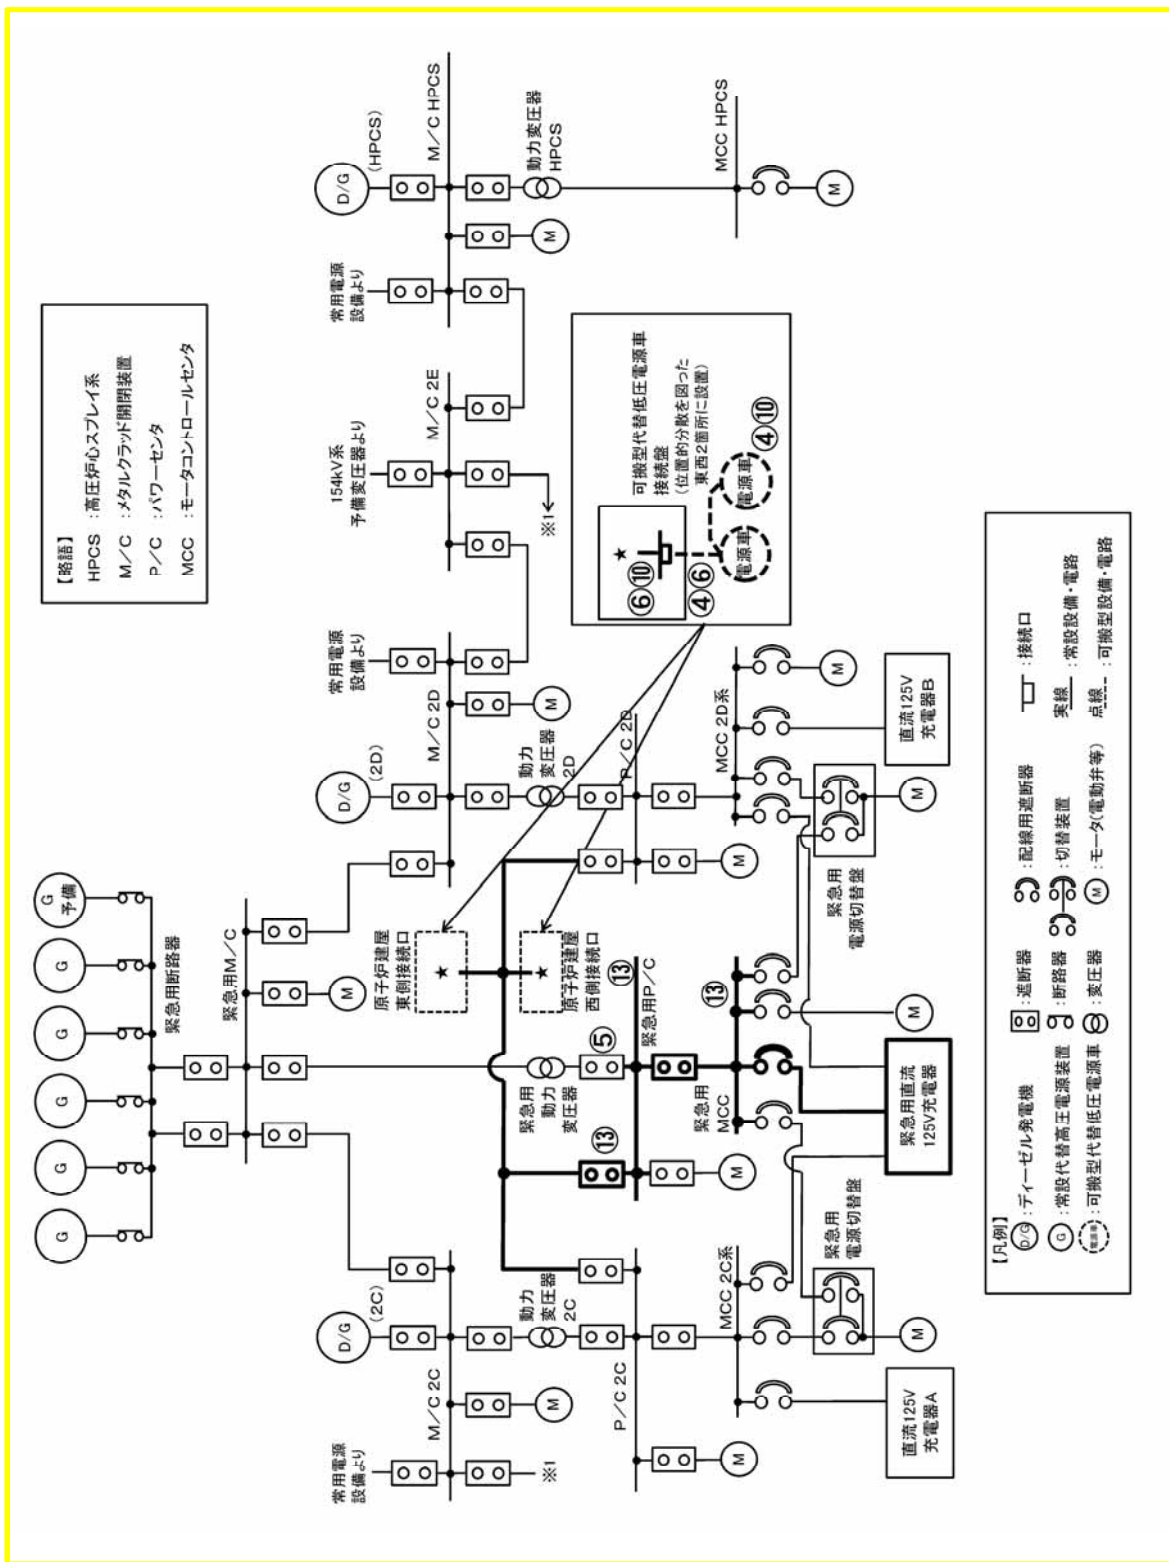 【略語】
HPCS :高圧炉心スプレイ系
M/C :メタルクラッド開閉装置
P/C :パワーセンタ
MCC :モータコントロールセンタ
G
G
G
G
G
G
予備
緊急用断路器
緊急用M/C
M
常用電源
設備より
D/G
(2C)
M/C 2C
※1
M
動力
変圧器
2C
P/C 2C
M
D/G
(2D)
M/C 2D
常用電源
設備より
M
動力
変圧器
2D
P/C 2D
M
154kV系
予備変圧器より
M/C 2E
※1
常用電源
設備より
D/G
(HPCS)
M/C HPCS
M
動力変圧器
HPCS
MCC HPCS
M
原子炉建屋
東側接続口
★
原子炉建屋
西側接続口
★
緊急用
動力
変圧器
⑤
⑬
緊急用P/C
⑬
M
緊急用
MCC
⑬
M
可搬型代替低圧電源車
接続盤
(位置的分散を図った
東西2箇所に設置)
★
⑥⑩
④⑥
電源車
電源車
④⑩
MCC 2C系
直流125V
充電器A
緊急用
電源切替盤
M
緊急用直流
125V充電器
MCC 2D系
緊急用
電源切替盤
M
直流125V
充電器B
M
【凡例】
D/G :ディーゼル発電機
G :常設代替高圧電源装置
電源車 :可搬型代替低圧電源車
:遮断器
:断路器
:変圧器
:配線用遮断器
:切替装置
M :モータ(電動弁等)
:接続口
実線 :常設設備・電路
点線 :可搬型設備・電路